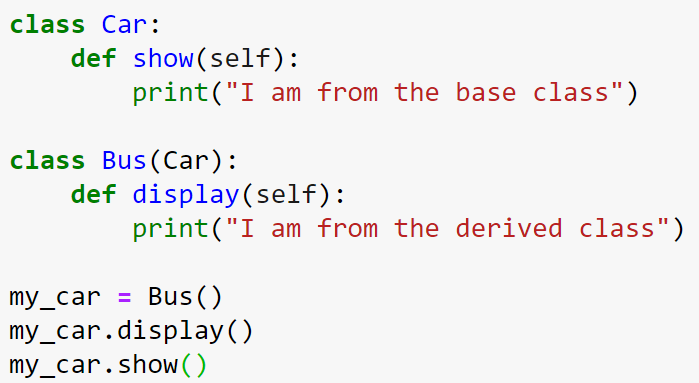 class Car:
    def show(self):
        print("I am from the base class")

class Bus(Car):
    def display(self):
        print("I am from the derived class")

my_car = Bus()
my_car.display()
my_car.show()